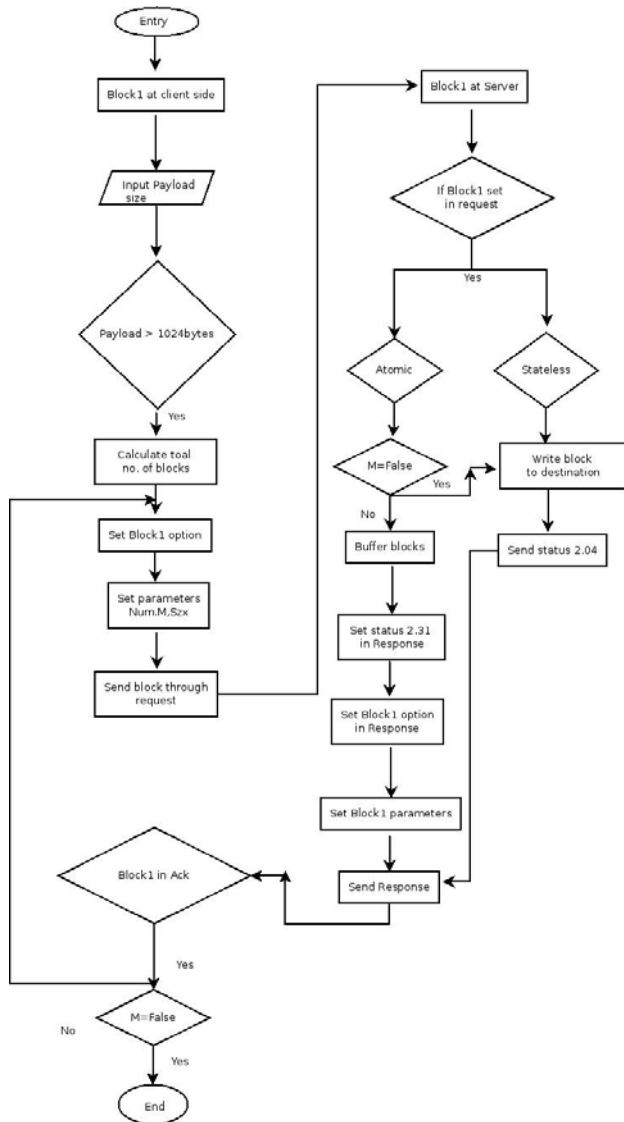 Entry
Block1 at client side
Input Payload
size
Payload > 1024bytes
Yes
Calculate toal
no. of blocks
Set Block1 option
Set parameters
Num.M,Szx
Send block through
request
Block1 at Server
If Block1 set
in request
Yes
Atomic
Stateless
M=False
Yes
No
Write block
to destination
Buffer blocks
Send status 2.04
Set status 2.31
in Response
Set Block1 option
in Response
Set Block1 parameters
Send Response
Block1 in Ack
Yes
M=False
No
Yes
End